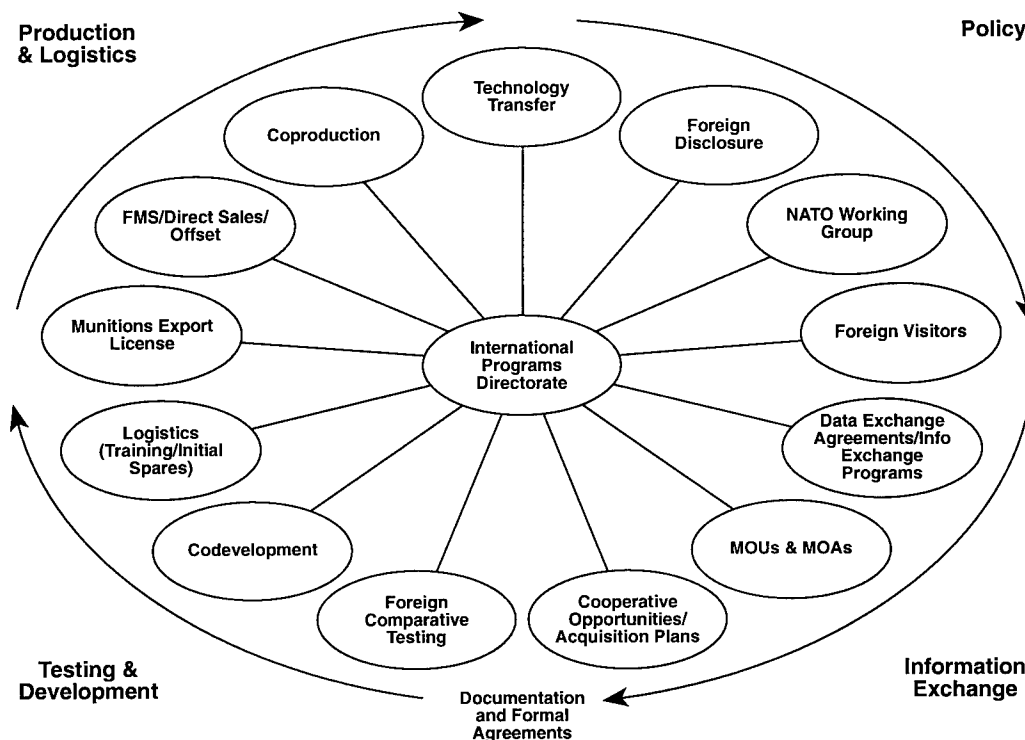 Production
& Logistics
Policy
Technology
Transfer
Coproduction
Foreign
Disclosure
FMS/Direct Sales/
Offset
NATO Working
Group
Munitions Export
License
International
Programs
Directorate
Foreign Visitors
Logistics
(Training/Initial
Spares)
Data Exchange
Agreements/Info
Exchange
Programs
Codevelopment
MOUs & MOAs
Foreign
Comparative
Testing
Cooperative
Opportunities/
Acquisition Plans
Testing &
Development
Information
Exchange
Documentation
and Formal
Agreements